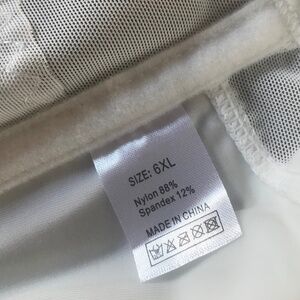 SIZE: 6XL
Nylon 88%
Spandex 12%
MADE IN CHINA